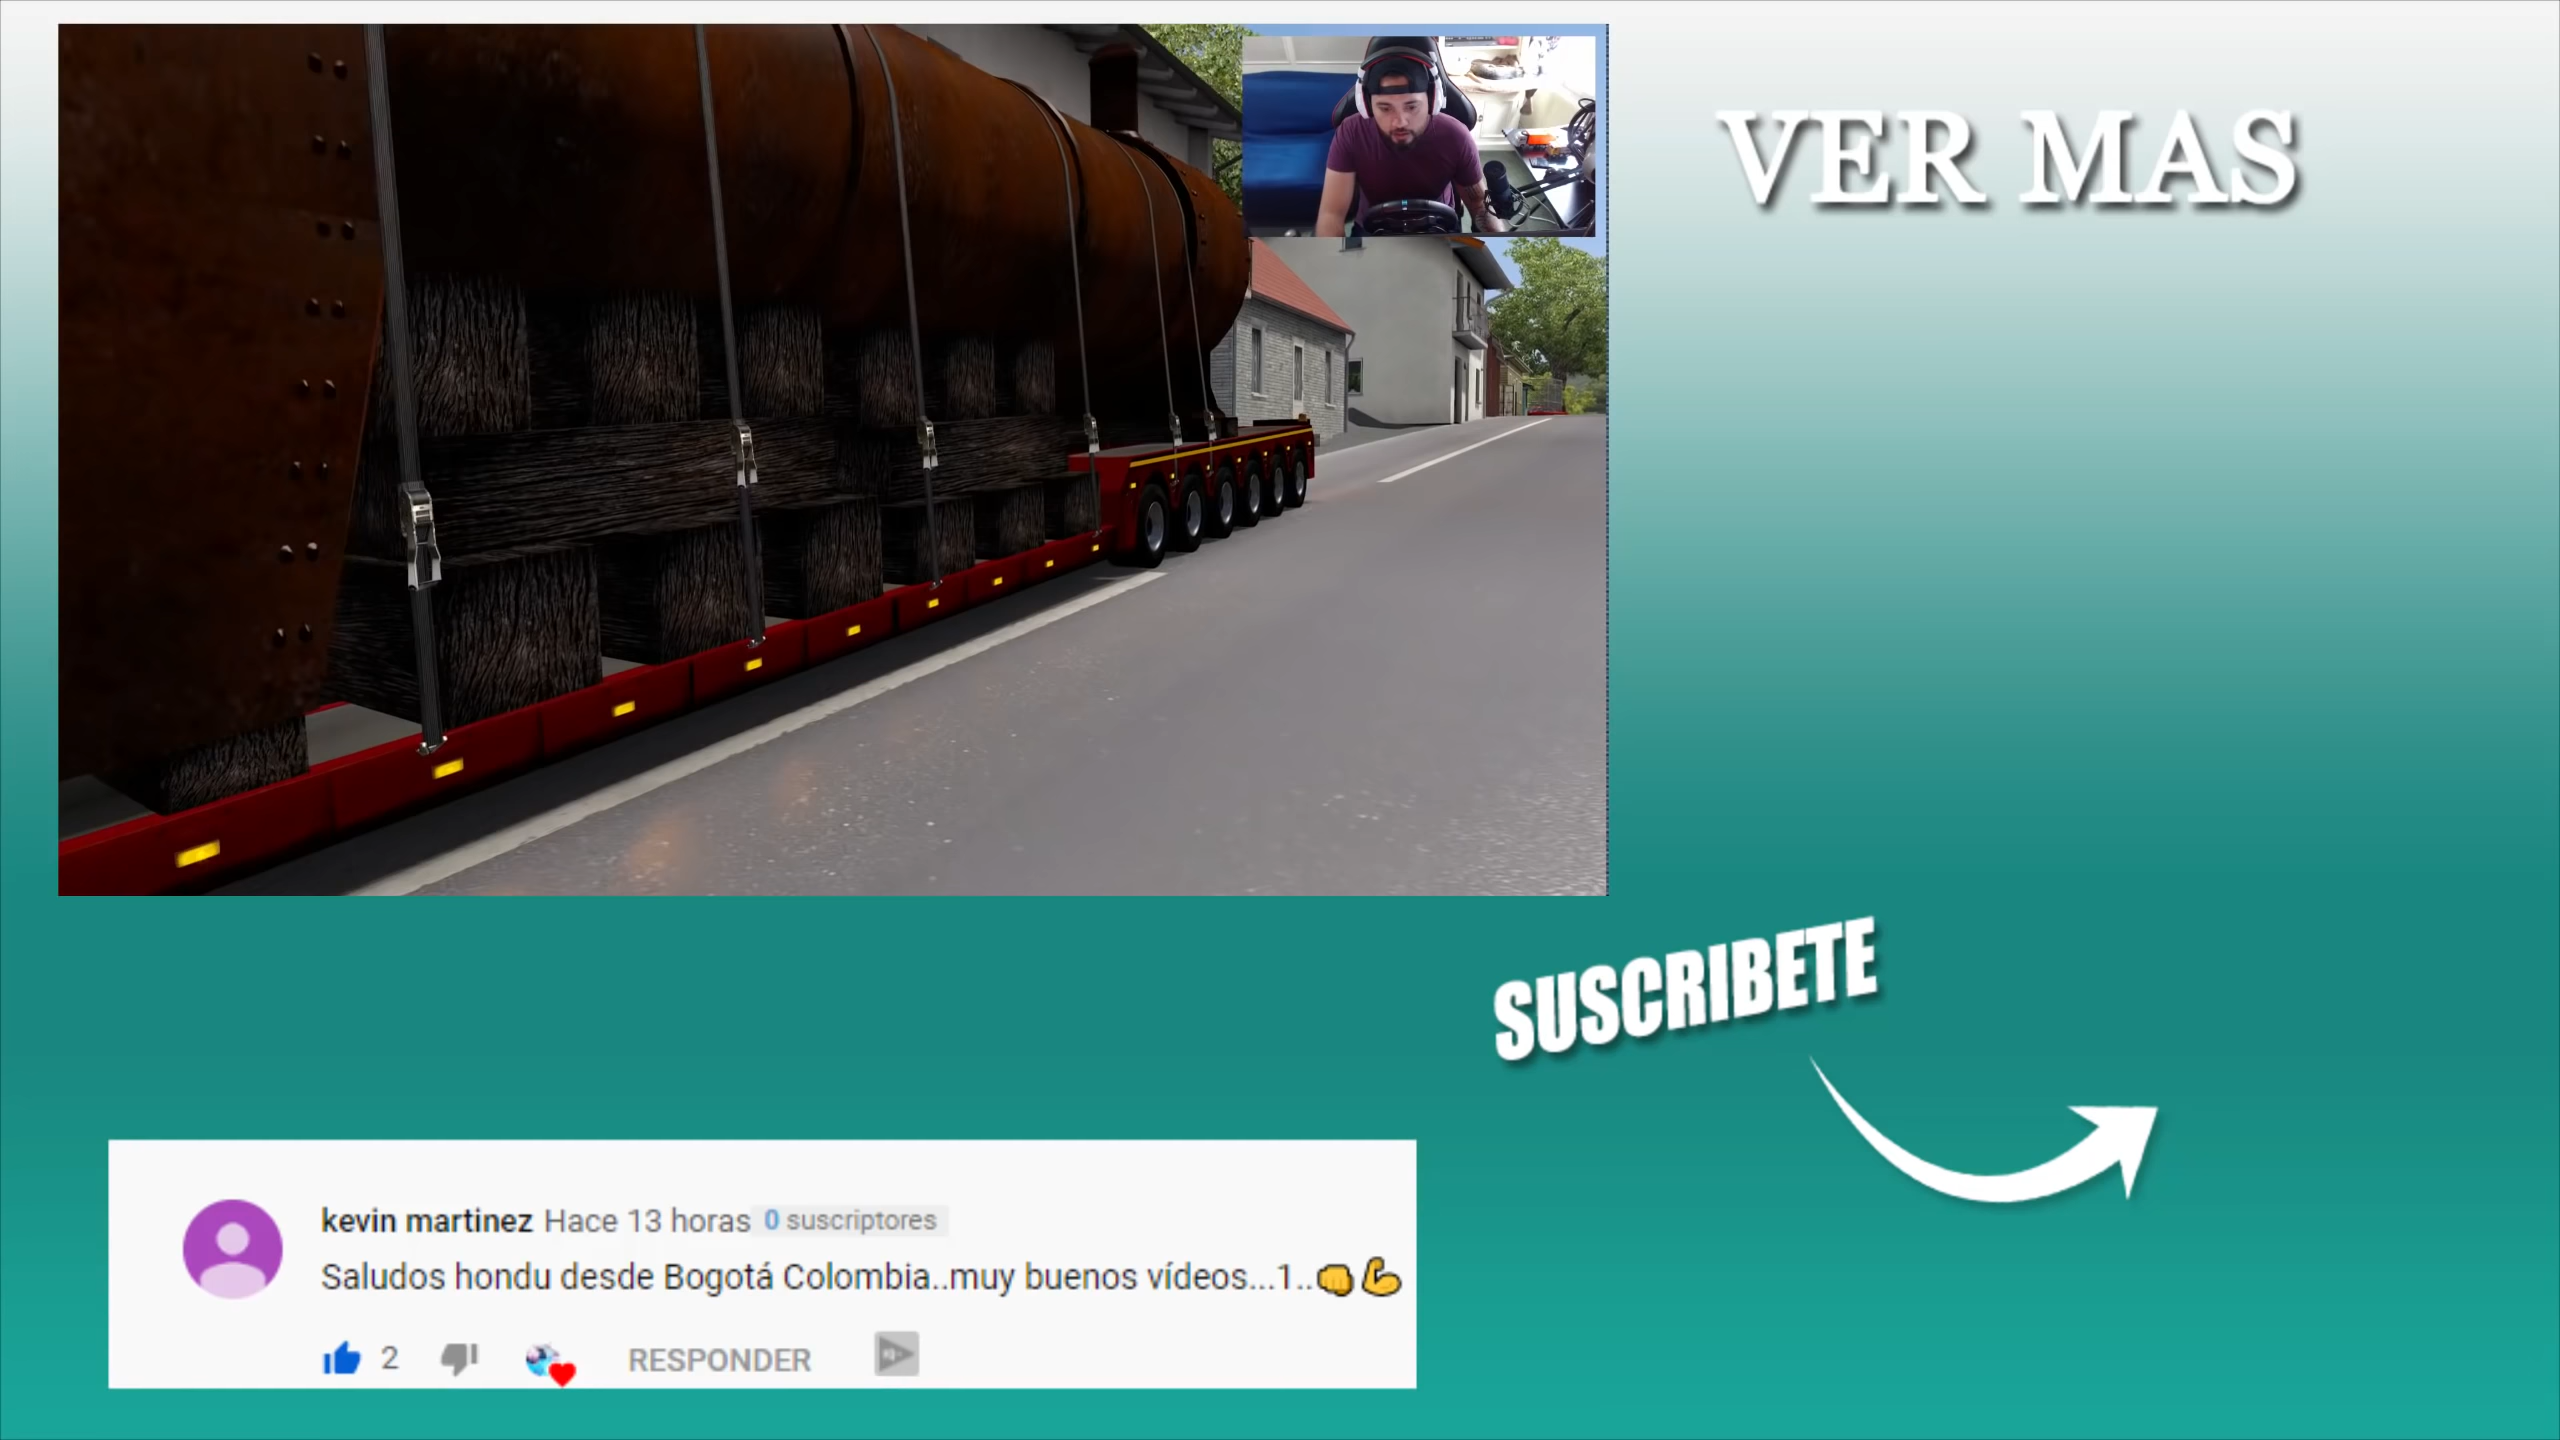 VER MAS
SUSCRIBETE
kevin martinez Hace 13 horas 0 suscriptores
Saludos hondu desde Bogotá Colombia..muy buenos vídeos...1..👊💪
2
RESPONDER